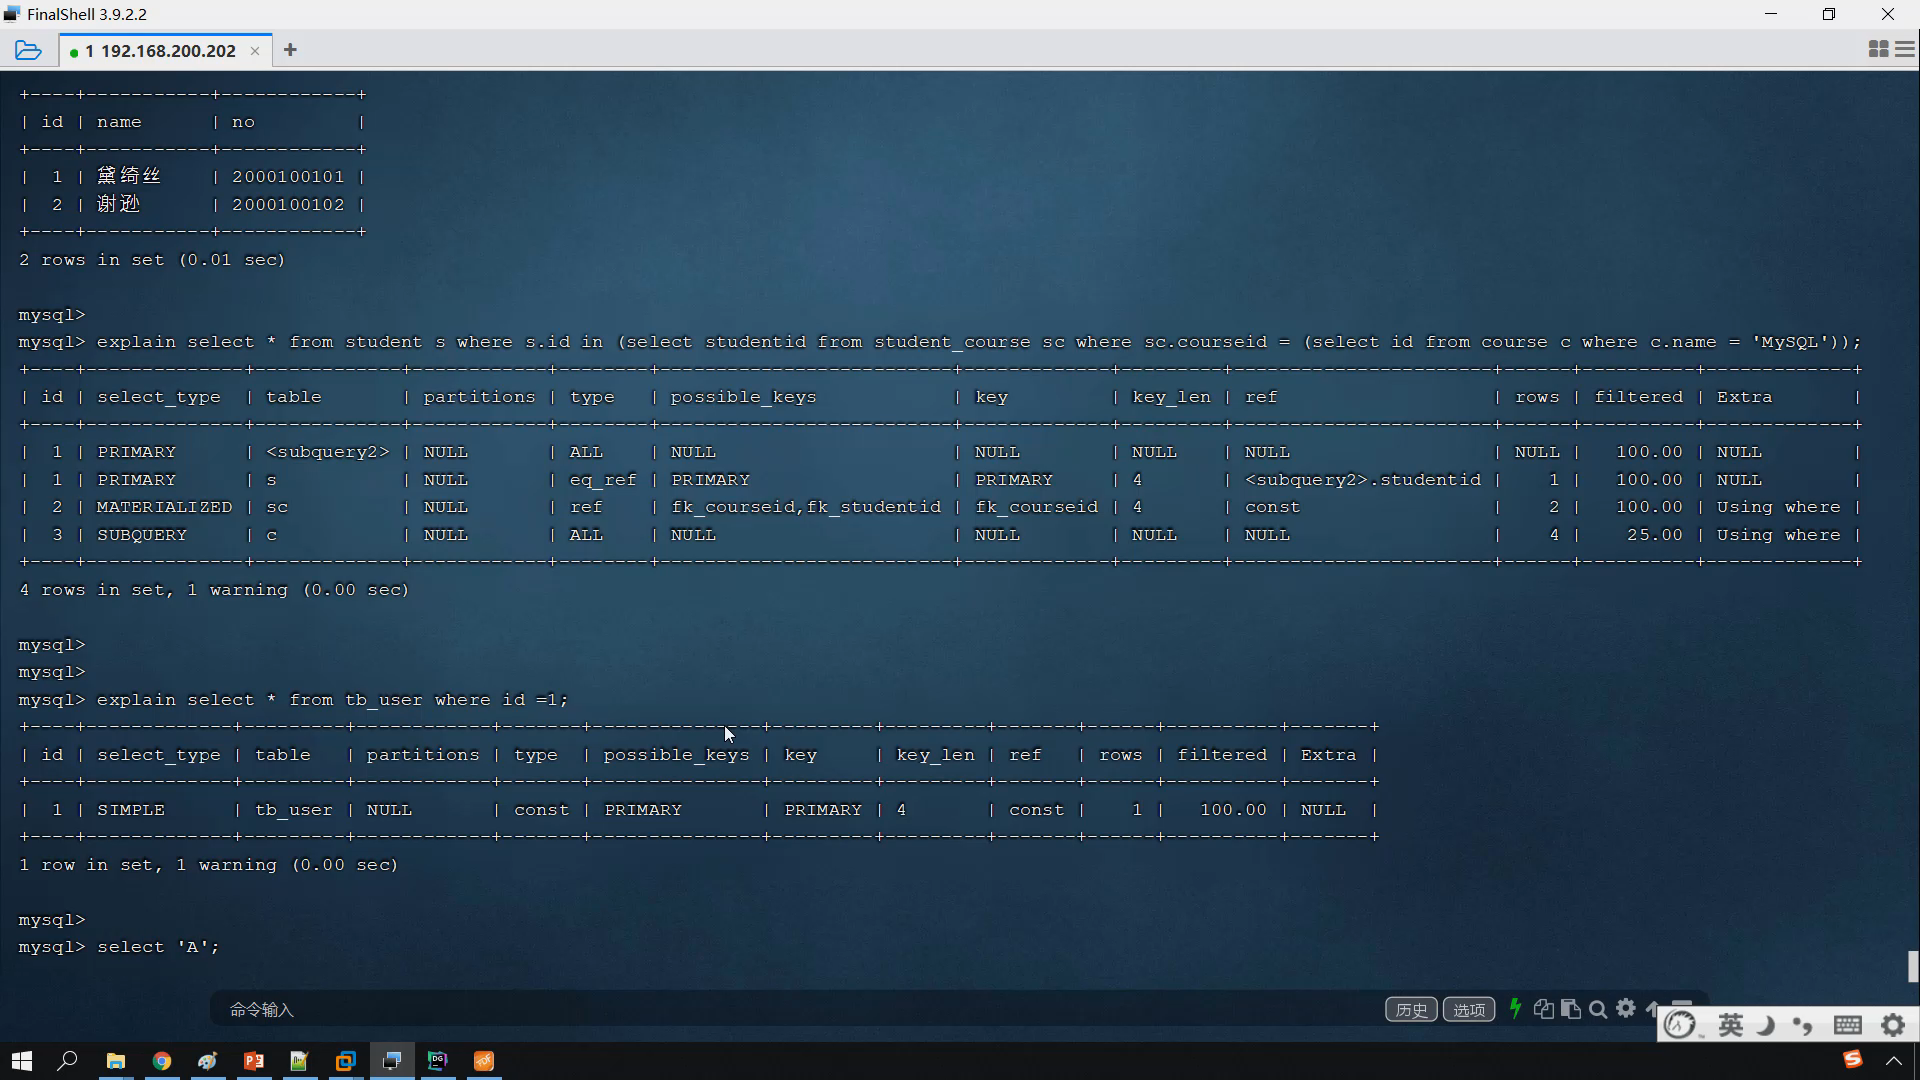 FinalShell 3.9.2.2
1 192.168.200.202
+----+-----------+------------+
| id | name      | no         |
+----+-----------+------------+
|  1 | 黛绮丝    | 2000100101 |
|  2 | 谢逊      | 2000100102 |
+----+-----------+------------+
2 rows in set (0.01 sec)
mysql>
mysql> explain select * from student s where s.id in (select studentid from student_course sc where sc.courseid = (select id from course c where c.name = 'MySQL'));
+----+--------------+-------------+------------+--------+--------------------------+-------------+---------+-----------------------+------+----------+-------------+
| id | select_type  | table       | partitions | type   | possible_keys            | key         | key_len | ref                   | rows | filtered | Extra       |
+----+--------------+-------------+------------+--------+--------------------------+-------------+---------+-----------------------+------+----------+-------------+
|  1 | PRIMARY      | <subquery2> | NULL       | ALL    | NULL                     | NULL        | NULL    | NULL                  | NULL |   100.00 | NULL        |
|  1 | PRIMARY      | s           | NULL       | eq_ref | PRIMARY                  | PRIMARY     | 4       | <subquery2>.studentid |    1 |   100.00 | NULL        |
|  2 | MATERIALIZED | sc          | NULL       | ref    | fk_courseid,fk_studentid | fk_courseid | 4       | const                 |    2 |   100.00 | Using where |
|  3 | SUBQUERY     | c           | NULL       | ALL    | NULL                     | NULL        | NULL    | NULL                  |    4 |    25.00 | Using where |
+----+--------------+-------------+------------+--------+--------------------------+-------------+---------+-----------------------+------+----------+-------------+
4 rows in set, 1 warning (0.00 sec)
mysql>
mysql>
mysql> explain select * from tb_user where id =1;
+----+-------------+---------+------------+-------+---------------+---------+---------+-------+------+----------+-------+
| id | select_type | table   | partitions | type  | possible_keys | key     | key_len | ref   | rows | filtered | Extra |
+----+-------------+---------+------------+-------+---------------+---------+---------+-------+------+----------+-------+
|  1 | SIMPLE      | tb_user | NULL       | const | PRIMARY       | PRIMARY | 4       | const |    1 |   100.00 | NULL  |
+----+-------------+---------+------------+-------+---------------+---------+---------+-------+------+----------+-------+
1 row in set, 1 warning (0.00 sec)
mysql>
mysql> select 'A';
命令输入 历史 选项
英